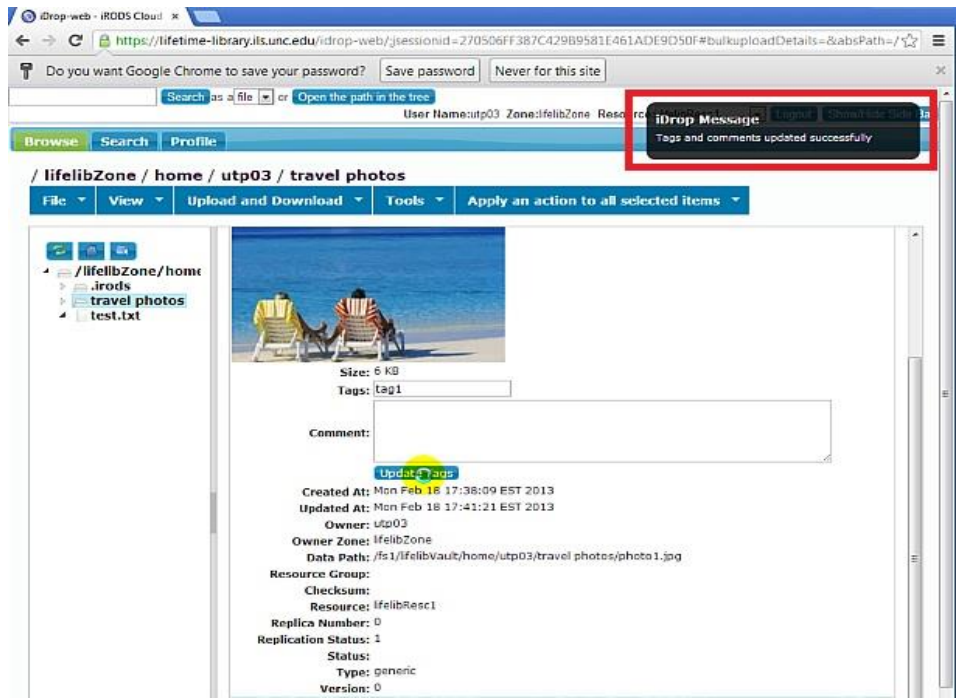 iDrop-web - iRODS Cloud
https://lifetime-library.ils.unc.edu/idrop-web/;jsessionid=270506FF387C429B9581E461ADE9D50F#bulkuploadDetails=&absPath=/
Do you want Google Chrome to save your password? Save password Never for this site
Search as a file or Open the path in the tree
User Name:utp03 Zone:lifelibZone Resource
iDrop Message
Tags and comments updated successfully
Browse Search Profile
/ lifelibZone / home / utp03 / travel photos
File View Upload and Download Tools Apply an action to all selected items
/lifelibZone/home
.irods
travel photos
test.txt
Size: 6 KB
Tags: tag1
Comment:
Update Tags
Created At: Mon Feb 18 17:38:09 EST 2013
Updated At: Mon Feb 18 17:41:21 EST 2013
Owner: utp03
Owner Zone: lifelibZone
Data Path: /fs1/lifelibVault/home/utp03/travel photos/photo1.jpg
Resource Group:
Checksum:
Resource: lifelibResc1
Replica Number: 0
Replication Status: 1
Status:
Type: generic
Version: 0